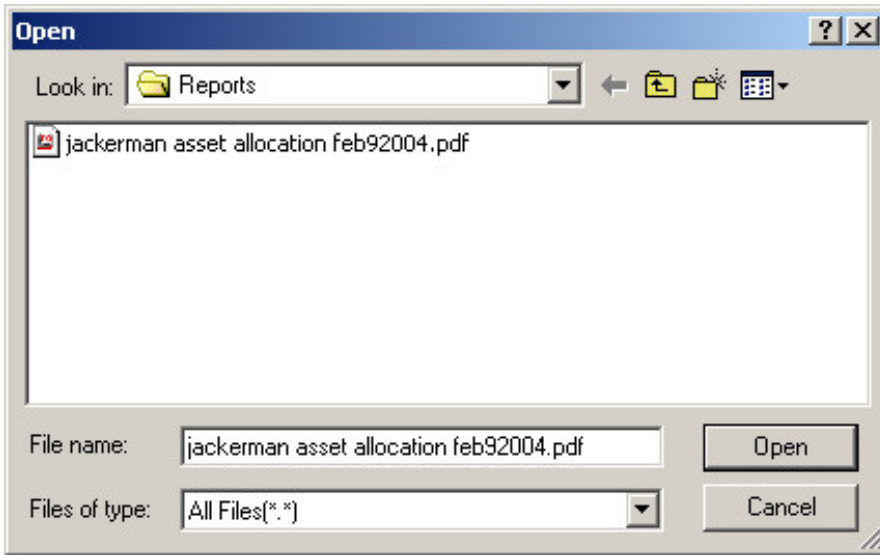 Open
Look in: Reports
jackerman asset allocation feb92004.pdf
File name: jackerman asset allocation feb92004.pdf Open
Files of type: All Files(*.*) Cancel